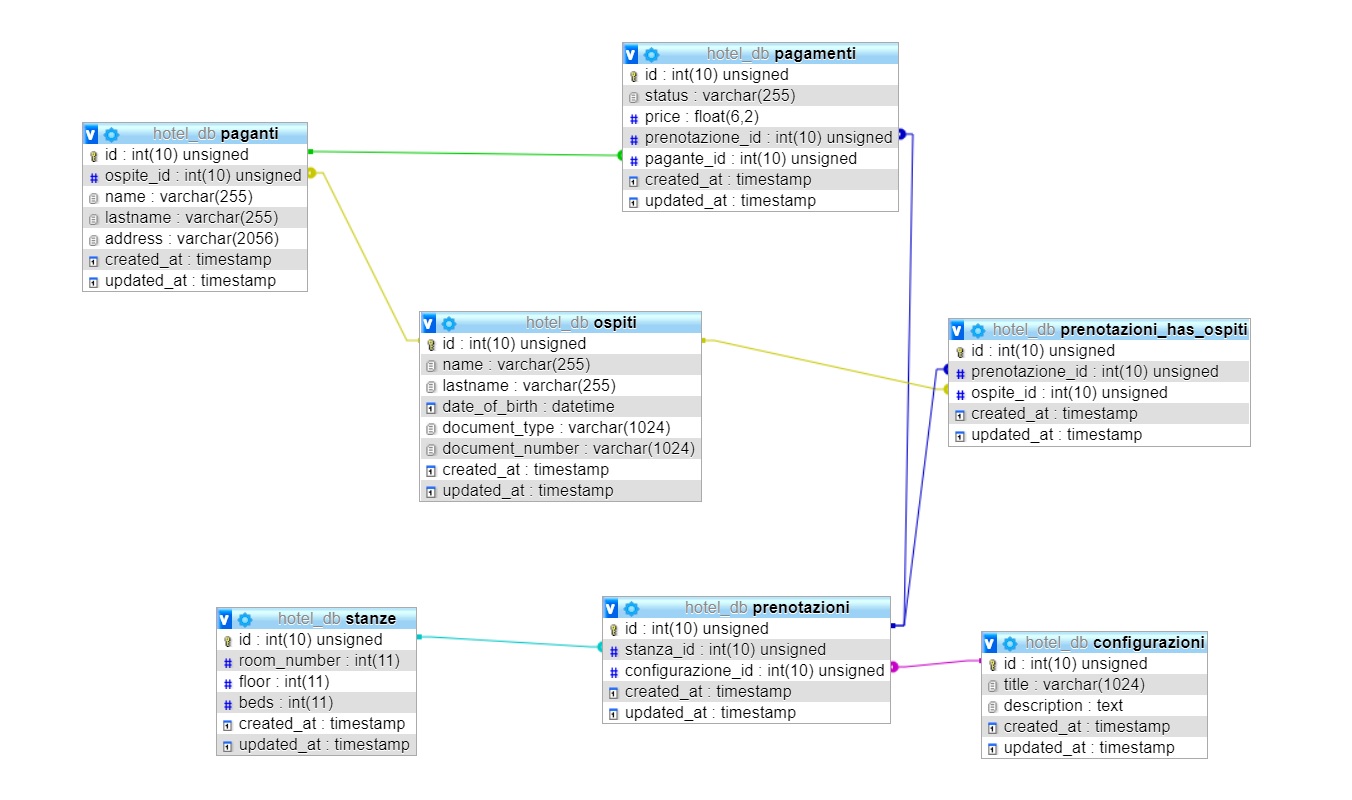 hotel_db pagamenti
id : int(10) unsigned
status : varchar(255)
price : float(6,2)
prenotazione_id : int(10) unsigned
pagante_id : int(10) unsigned
created_at : timestamp
updated_at : timestamp
hotel_db paganti
id : int(10) unsigned
ospite_id : int(10) unsigned
name : varchar(255)
lastname : varchar(255)
address : varchar(2056)
created_at : timestamp
updated_at : timestamp
hotel_db ospiti
id : int(10) unsigned
name : varchar(255)
lastname : varchar(255)
date_of_birth : datetime
document_type : varchar(1024)
document_number : varchar(1024)
created_at : timestamp
updated_at : timestamp
hotel_db prenotazioni_has_ospiti
id : int(10) unsigned
prenotazione_id : int(10) unsigned
ospite_id : int(10) unsigned
created_at : timestamp
updated_at : timestamp
hotel_db stanze
id : int(10) unsigned
room_number : int(11)
floor : int(11)
beds : int(11)
created_at : timestamp
updated_at : timestamp
hotel_db prenotazioni
id : int(10) unsigned
stanza_id : int(10) unsigned
configurazione_id : int(10) unsigned
created_at : timestamp
updated_at : timestamp
hotel_db configurazioni
id : int(10) unsigned
title : varchar(1024)
description : text
created_at : timestamp
updated_at : timestamp